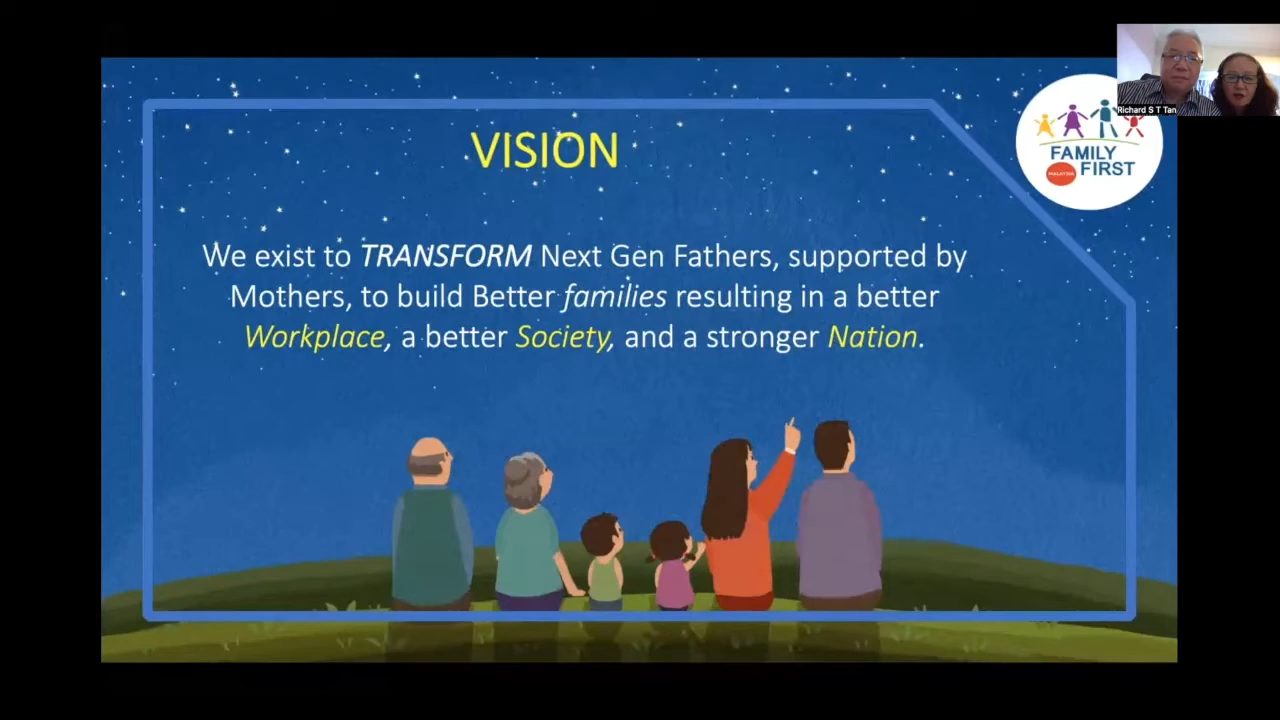 VISION
We exist to TRANSFORM Next Gen Fathers, supported by
Mothers, to build Better families resulting in a better
Workplace, a better Society, and a stronger Nation.
FAMILY
MALAYSIA FIRST
Richard S T Tan